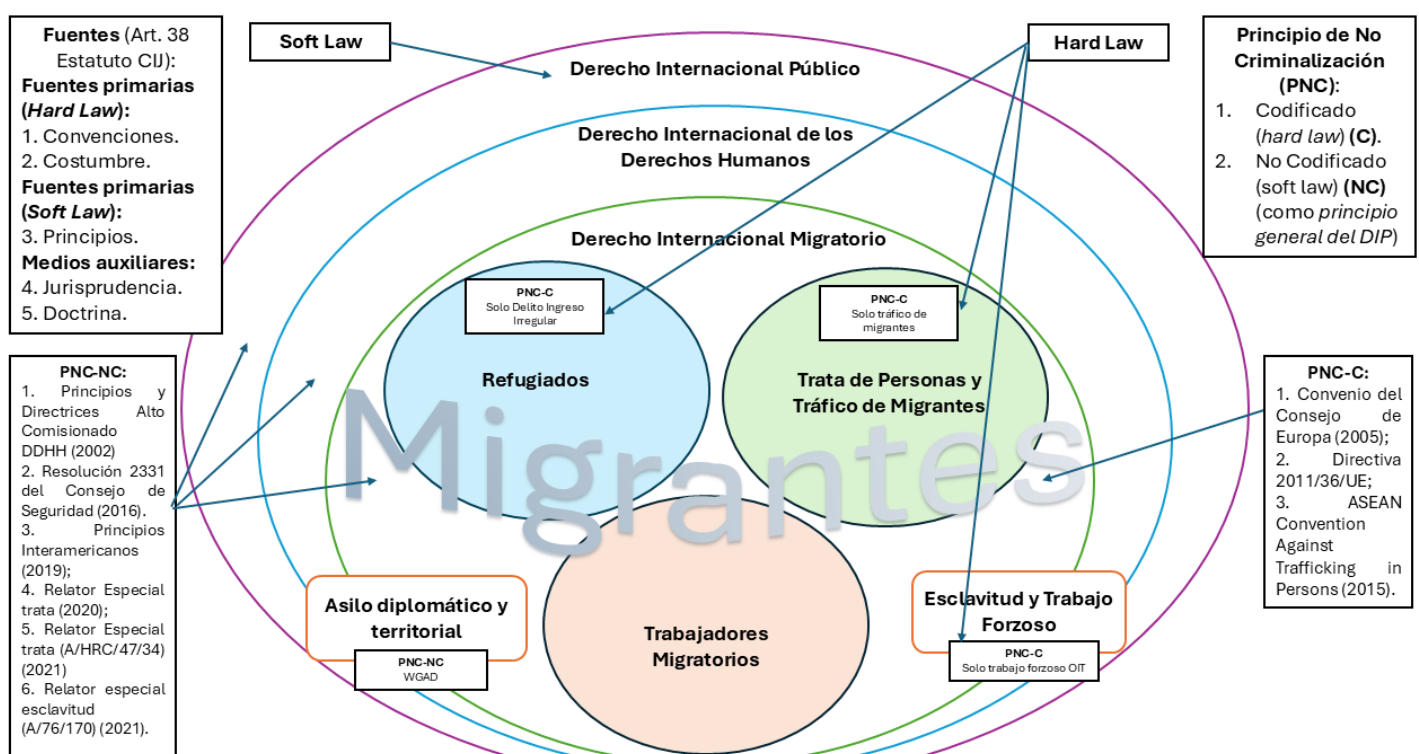 Fuentes (Art. 38
Estatuto CIJ):
Fuentes primarias
(Hard Law):
1. Convenciones.
2. Costumbre.
Fuentes primarias
(Soft Law):
3. Principios.
Medios auxiliares:
4. Jurisprudencia.
5. Doctrina.
Soft Law
Hard Law
Principio de No
Criminalización
(PNC):
1. Codificado
(hard law) (C).
2. No Codificado
(soft law) (NC)
(como principio
general del DIP)
Derecho Internacional Público
Derecho Internacional de los
Derechos Humanos
Derecho Internacional Migratorio
PNC-C
Solo Delito Ingreso
Irregular
Refugiados
PNC-C
Solo tráfico de
migrantes
Trata de Personas y
Tráfico de Migrantes
Migrantes
PNC-NC:
1. Principios y
Directrices Alto
Comisionado
DDHH (2002)
2. Resolución 2331
del Consejo de
Seguridad (2016).
3. Principios
Interamericanos
(2019);
4. Relator Especial
trata (2020);
5. Relator Especial
trata (A/HRC/47/34)
(2021)
6. Relator especial
esclavitud
(A/76/170) (2021).
PNC-C:
1. Convenio del
Consejo de
Europa (2005);
2. Directiva
2011/36/UE;
3. ASEAN
Convention
Against
Trafficking in
Persons (2015).
Asilo diplomático y
territorial
PNC-NC
WGAD
Trabajadores
Migratorios
Esclavitud y Trabajo
Forzoso
PNC-C
Solo trabajo forzoso OIT